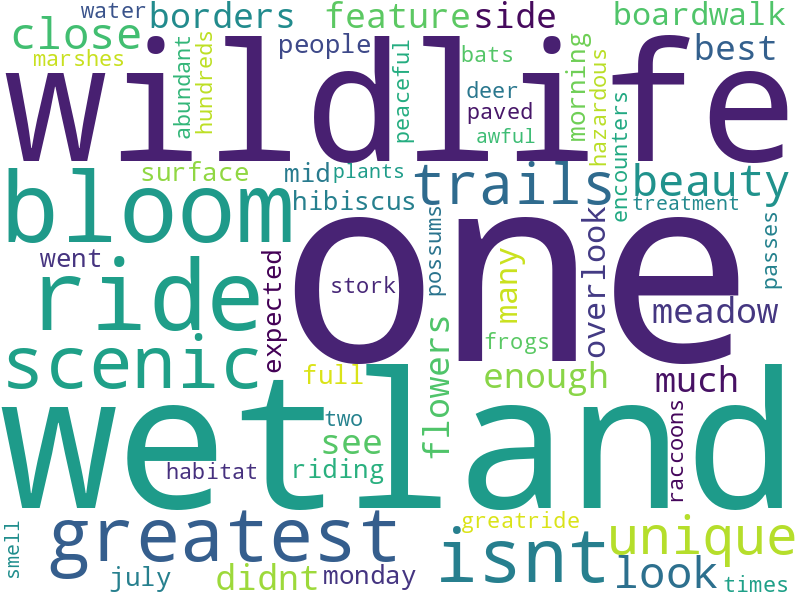 water
borders
feature
side
boardwalk
close
marshes
abundant
hundreds
people
peaceful
bats
deer
paved
awful
morning
hazardous
best
wildlife
encounters
surface
mid
plants
hibiscus
trails
beauty
treatment
bloom
went
ride
expected
one
stork
possums
many
frogs
overlook
passes
meadow
scenic
full
flowers
enough
much
wetland
two
see
habitat
riding
raccoons
greatest
smell
july
didnt
monday
greatride
isnt
unique
look
times